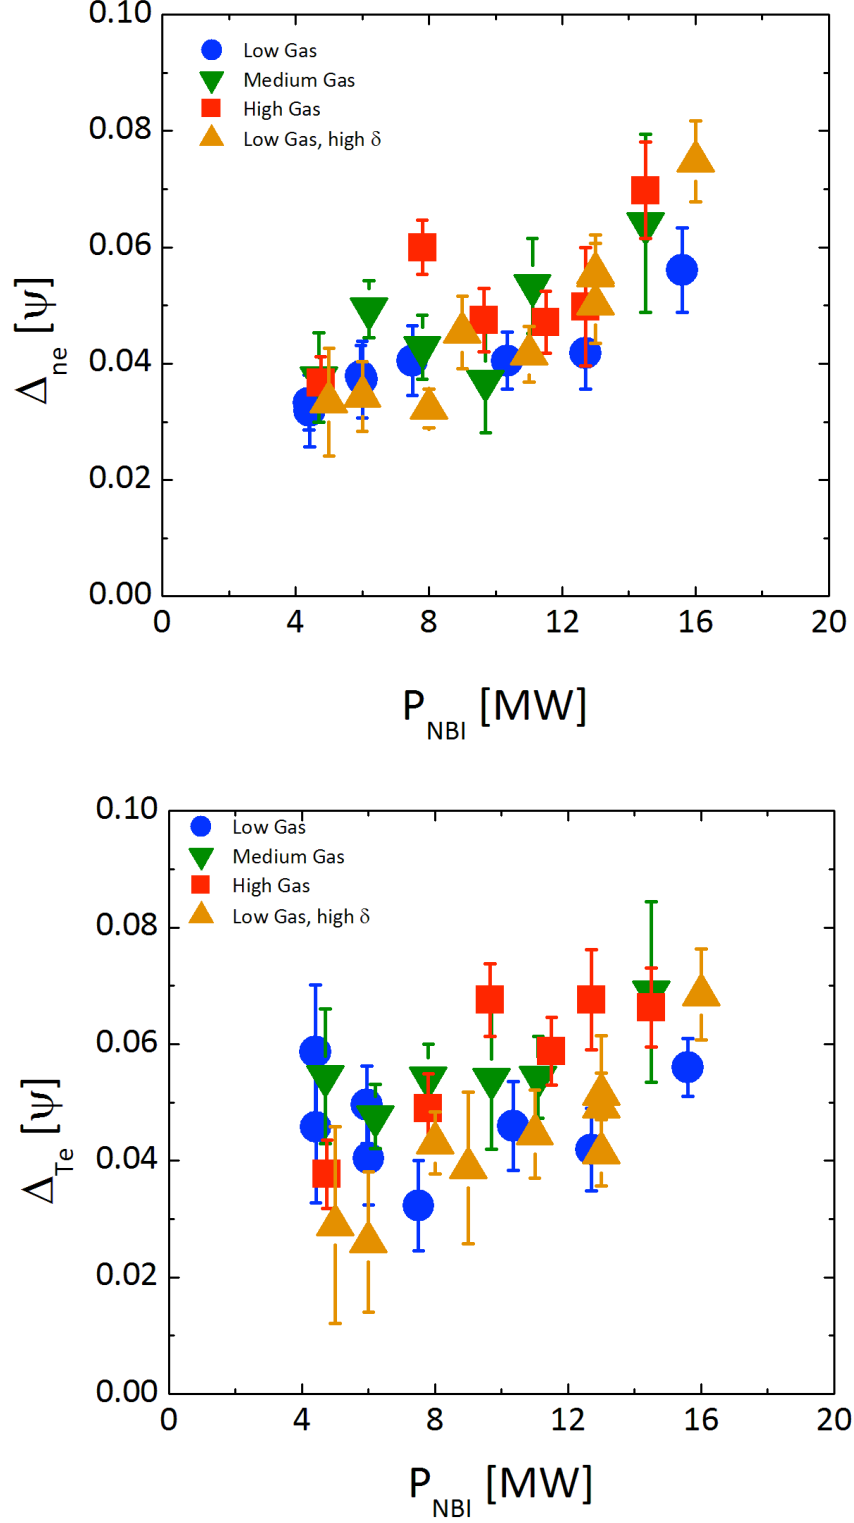 0.10
Low Gas
Medium Gas
High Gas
Low Gas, high δ
0.08
0.06
0.04
0.02
0.00
Δne [ψ]
0 4 8 12 16 20
PNBI [MW]
0.10
Low Gas
Medium Gas
High Gas
Low Gas, high δ
0.08
0.06
0.04
0.02
0.00
ΔTe [ψ]
0 4 8 12 16 20
PNBI [MW]